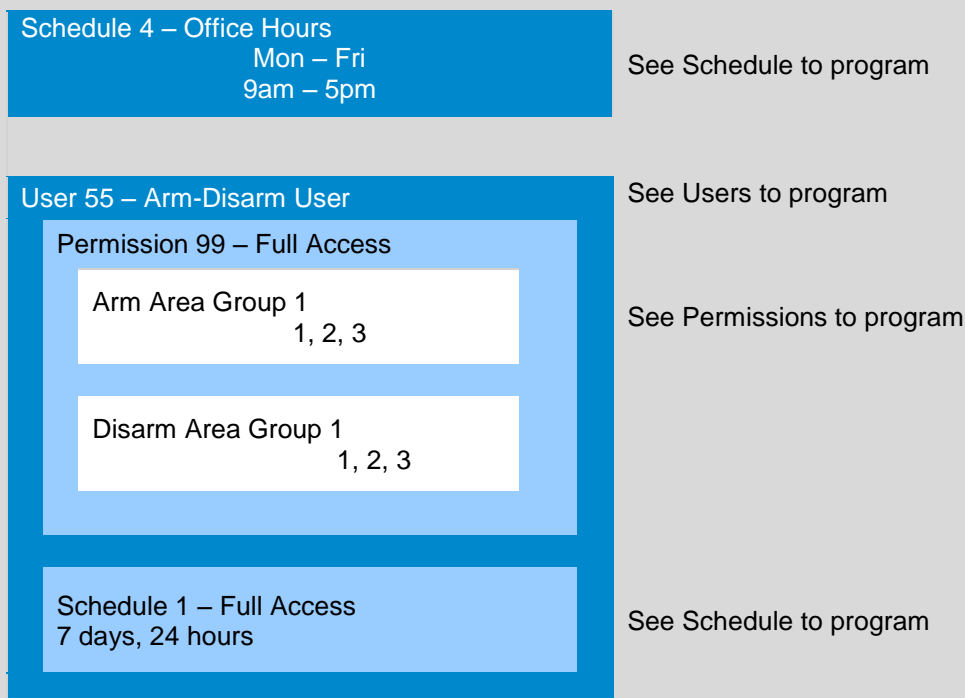 Schedule 4 – Office Hours
Mon – Fri
9am – 5pm
See Schedule to program
User 55 – Arm-Disarm User
See Users to program
Permission 99 – Full Access
Arm Area Group 1
1, 2, 3
See Permissions to program
Disarm Area Group 1
1, 2, 3
Schedule 1 – Full Access
7 days, 24 hours
See Schedule to program